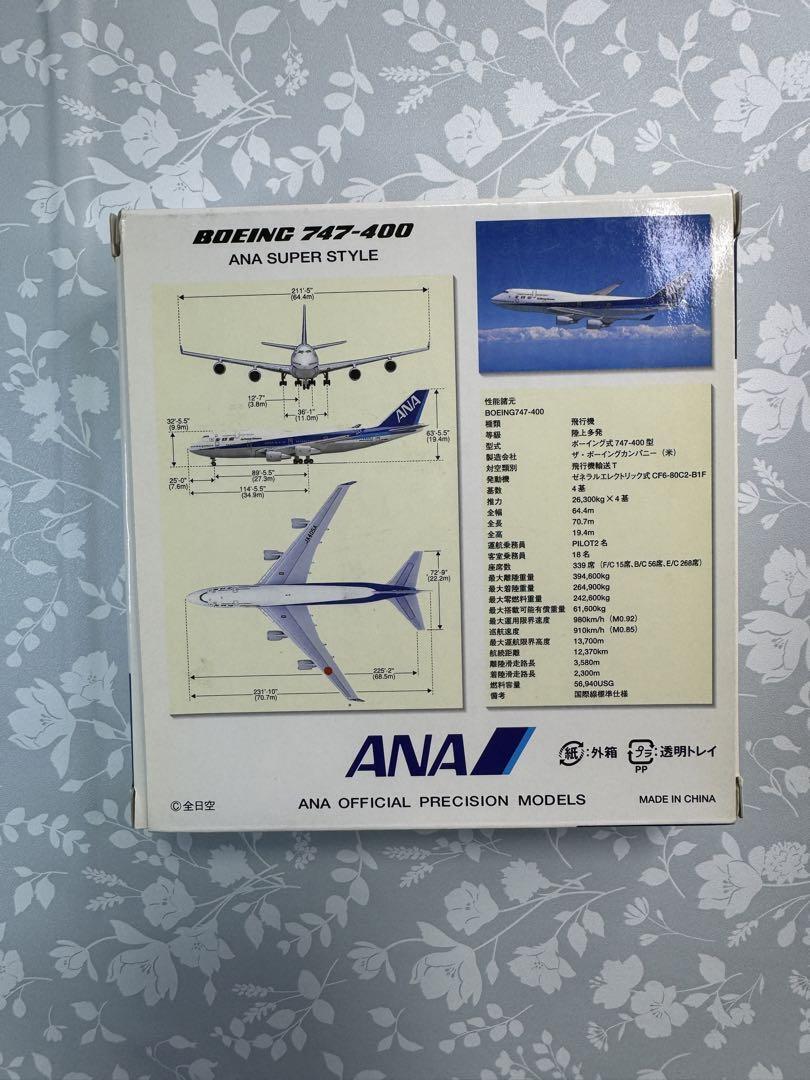 BOEING 747-400
ANA SUPER STYLE
211'-5"
(64.4m)
12'-7"
(3.8m)
36'-1"
(11.0m)
32'-5.5"
(9.9m)
ANA
63'-5.5"
(19.4m)
25'-0"
(7.6m)
89'-5.5"
(27.3m)
114'-5.5"
(34.9m)
JA405A
72'-9"
(22.2m)
225'-2"
(68.5m)
231'-10"
(70.7m)
性能諸元
BOEING747-400
種類 飛行機
等級 陸上多発
型式 ボーイング式747-400型
製造会社 ザ・ボーイングカンパニー（米）
対空類別 飛行機輸送T
発動機 ゼネラルエレクトリック式CF6-80C2-B1F
基数 4基
推力 26,300kg×4基
全幅 64.4m
全長 70.7m
全高 19.4m
運航乗務員 PILOT2名
客室乗務員 18名
座席数 339席（F/C 15席、B/C 56席、E/C 268席）
最大離陸重量 394,600kg
最大着陸重量 264,900kg
最大零燃料重量 242,600kg
最大搭載可能有償重量 61,600kg
最大運用限界速度 980km/h（M0.92）
巡航速度 910km/h（M0.85）
最大運航限界高度 13,700m
航続距離 12,370km
離陸滑走路長 3,580m
着陸滑走路長 2,300m
燃料容量 56,940USG
備考 国際線標準仕様
ANA
紙：外箱 プラ：透明トレイ
PP
©全日空
ANA OFFICIAL PRECISION MODELS
MADE IN CHINA